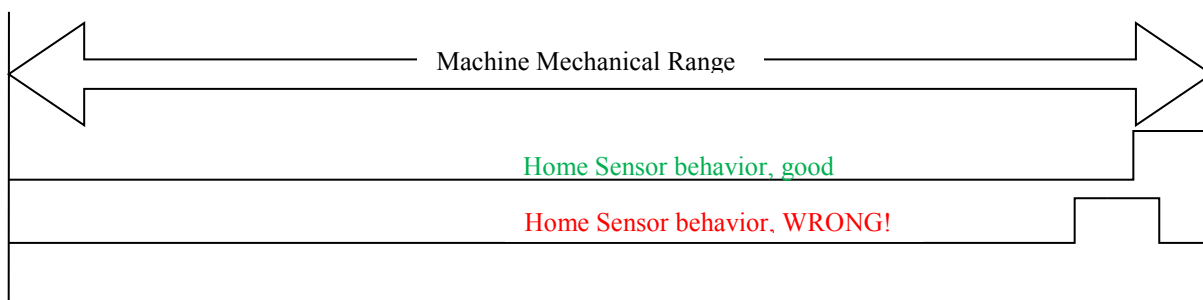 Machine Mechanical Range
Home Sensor behavior, good
Home Sensor behavior, WRONG!